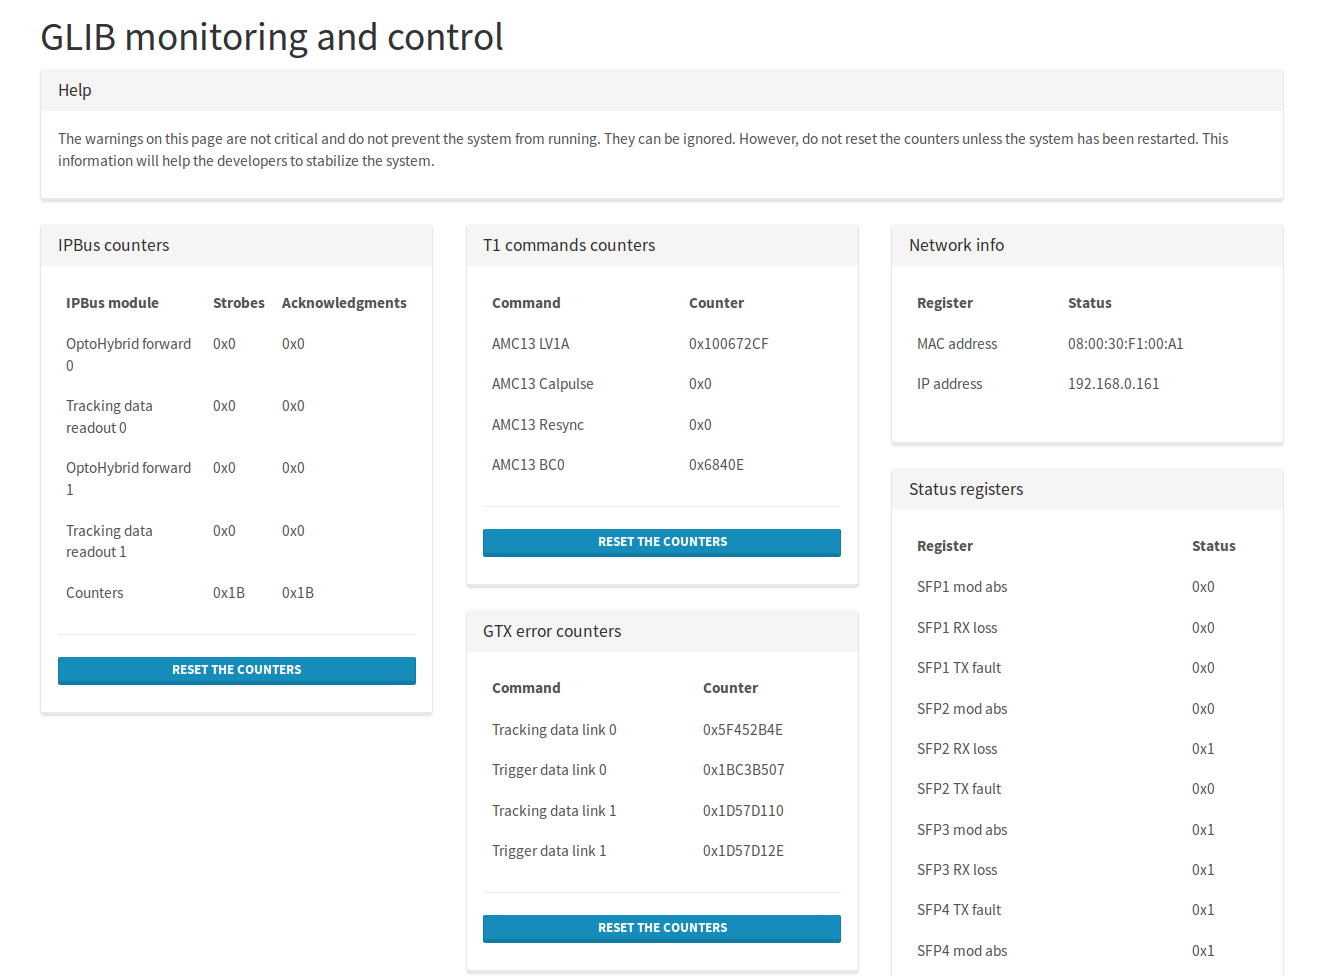 GLIB monitoring and control
Help
The warnings on this page are not critical and do not prevent the system from running. They can be ignored. However, do not reset the counters unless the system has been restarted. This
information will help the developers to stabilize the system.
IPBus counters
IPBus module Strobes Acknowledgments
OptoHybrid forward 0x0 0x0
0
Tracking data 0x0 0x0
readout 0
OptoHybrid forward 0x0 0x0
1
Tracking data 0x0 0x0
readout 1
Counters 0x1B 0x1B
RESET THE COUNTERS
T1 commands counters
Command Counter
AMC13 LV1A 0x100672CF
AMC13 Calpulse 0x0
AMC13 Resync 0x0
AMC13 BC0 0x6840E
RESET THE COUNTERS
GTX error counters
Command Counter
Tracking data link 0 0x5F452B4E
Trigger data link 0 0x1BC3B507
Tracking data link 1 0x1D57D110
Trigger data link 1 0x1D57D12E
RESET THE COUNTERS
Network info
Register Status
MAC address 08:00:30:F1:00:A1
IP address 192.168.0.161
Status registers
Register Status
SFP1 mod abs 0x0
SFP1 RX loss 0x0
SFP1 TX fault 0x0
SFP2 mod abs 0x0
SFP2 RX loss 0x1
SFP2 TX fault 0x0
SFP3 mod abs 0x1
SFP3 RX loss 0x1
SFP4 TX fault 0x1
SFP4 mod abs 0x1